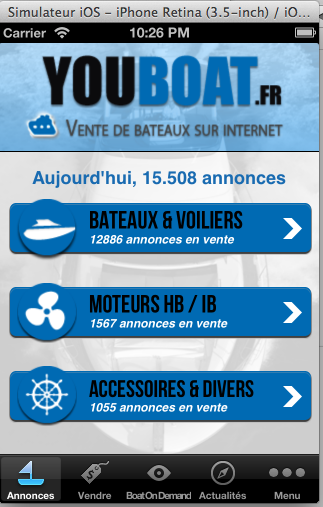 Simulateur iOS - iPhone Retina (3.5-inch) / iO...
Carrier 10:26 PM
YOUBOAT.FR
VENTE DE BATEAUX SUR INTERNET
Aujourd'hui, 15.508 annonces
BATEAUX & VOILIERS
12886 annonces en vente
MOTEURS HB / IB
1567 annonces en vente
ACCESSOIRES & DIVERS
1055 annonces en vente
Annonces Vendre BoatOnDemand Actualités Menu